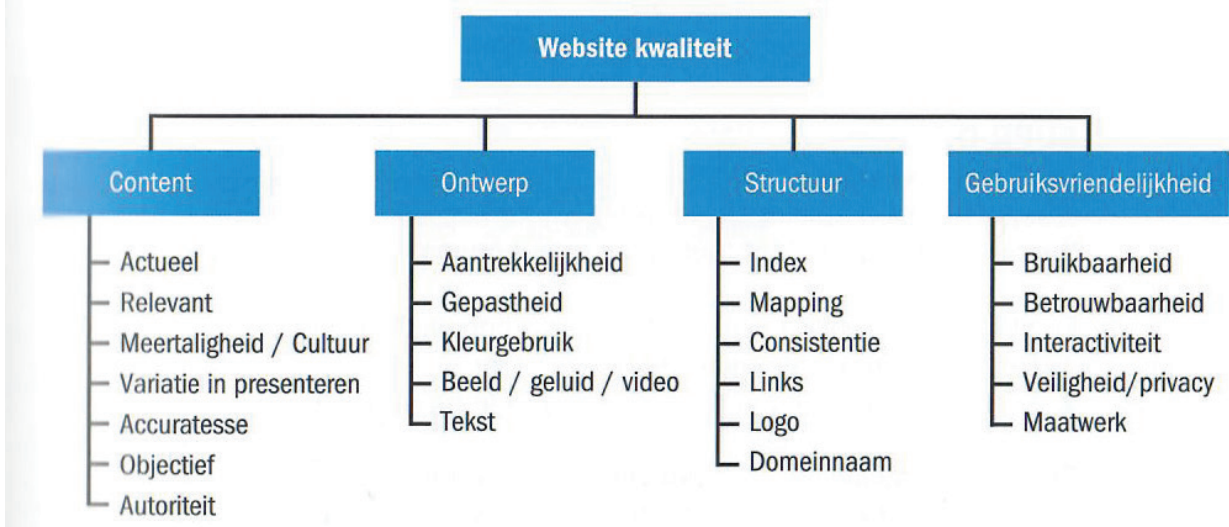 Website kwaliteit
Content
Actueel
Relevant
Meertaligheid / Cultuur
Variatie in presenteren
Accuratesse
Objectief
Autoriteit
Ontwerp
Aantrekkelijkheid
Gepastheid
Kleurgebruik
Beeld / geluid / video
Tekst
Structuur
Index
Mapping
Consistentie
Links
Logo
Domeinnaam
Gebruiksvriendelijkheid
Bruikbaarheid
Betrouwbaarheid
Interactiviteit
Veiligheid/privacy
Maatwerk